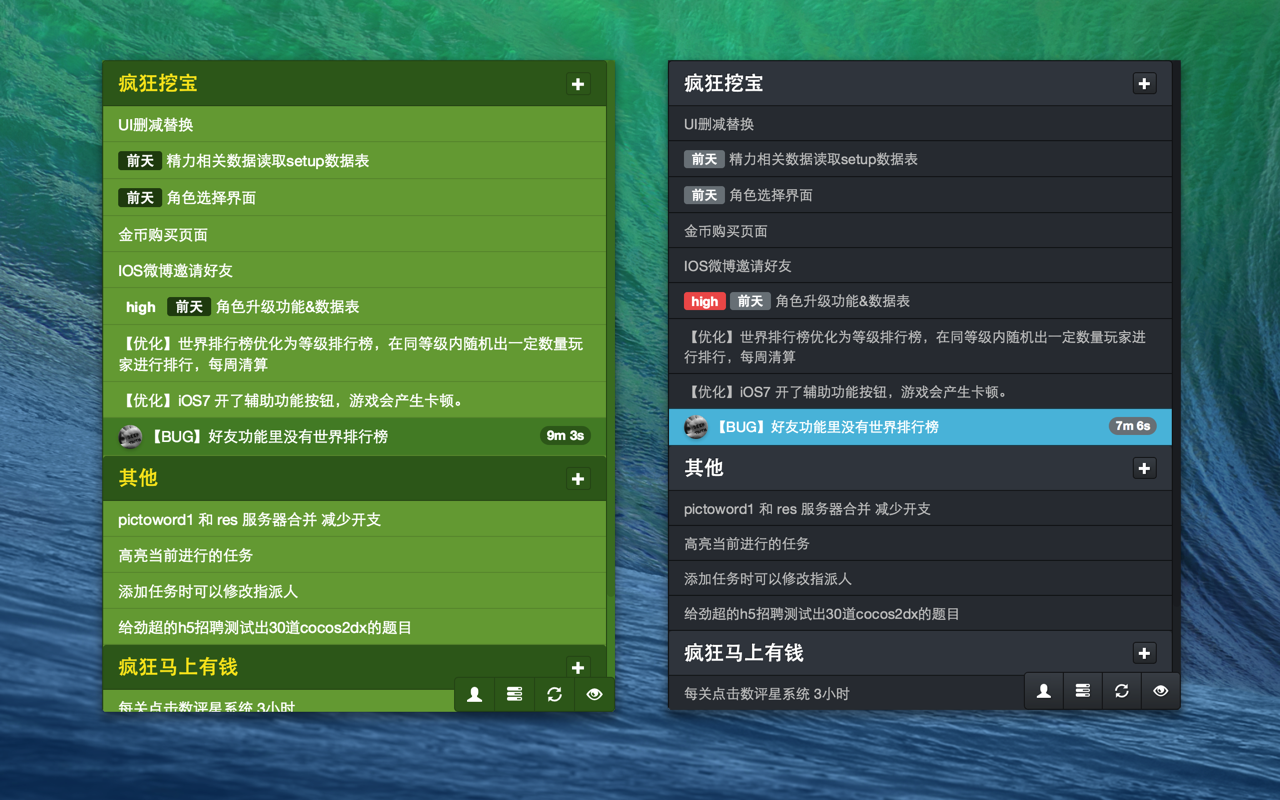 疯狂挖宝
UI删减替换
前天 精力相关数据读取setup数据表
前天 角色选择界面
金币购买页面
IOS微博邀请好友
high 前天 角色升级功能&数据表
【优化】世界排行榜优化为等级排行榜，在同等级内随机出一定数量玩
家进行排行，每周清算
【优化】iOS7 开了辅助功能按钮，游戏会产生卡顿。
【BUG】好友功能里没有世界排行榜 9m 3s
其他
pictoword1 和 res 服务器合并 减少开支
高亮当前进行的任务
添加任务时可以修改指派人
给劲超的h5招聘测试出30道cocos2dx的题目
疯狂马上有钱
每关点击数评星系统 3小时
疯狂挖宝
UI删减替换
前天 精力相关数据读取setup数据表
前天 角色选择界面
金币购买页面
IOS微博邀请好友
high 前天 角色升级功能&数据表
【优化】世界排行榜优化为等级排行榜，在同等级内随机出一定数量玩家进
行排行，每周清算
【优化】iOS7 开了辅助功能按钮，游戏会产生卡顿。
【BUG】好友功能里没有世界排行榜 7m 6s
其他
pictoword1 和 res 服务器合并 减少开支
高亮当前进行的任务
添加任务时可以修改指派人
给劲超的h5招聘测试出30道cocos2dx的题目
疯狂马上有钱
每关点击数评星系统 3小时